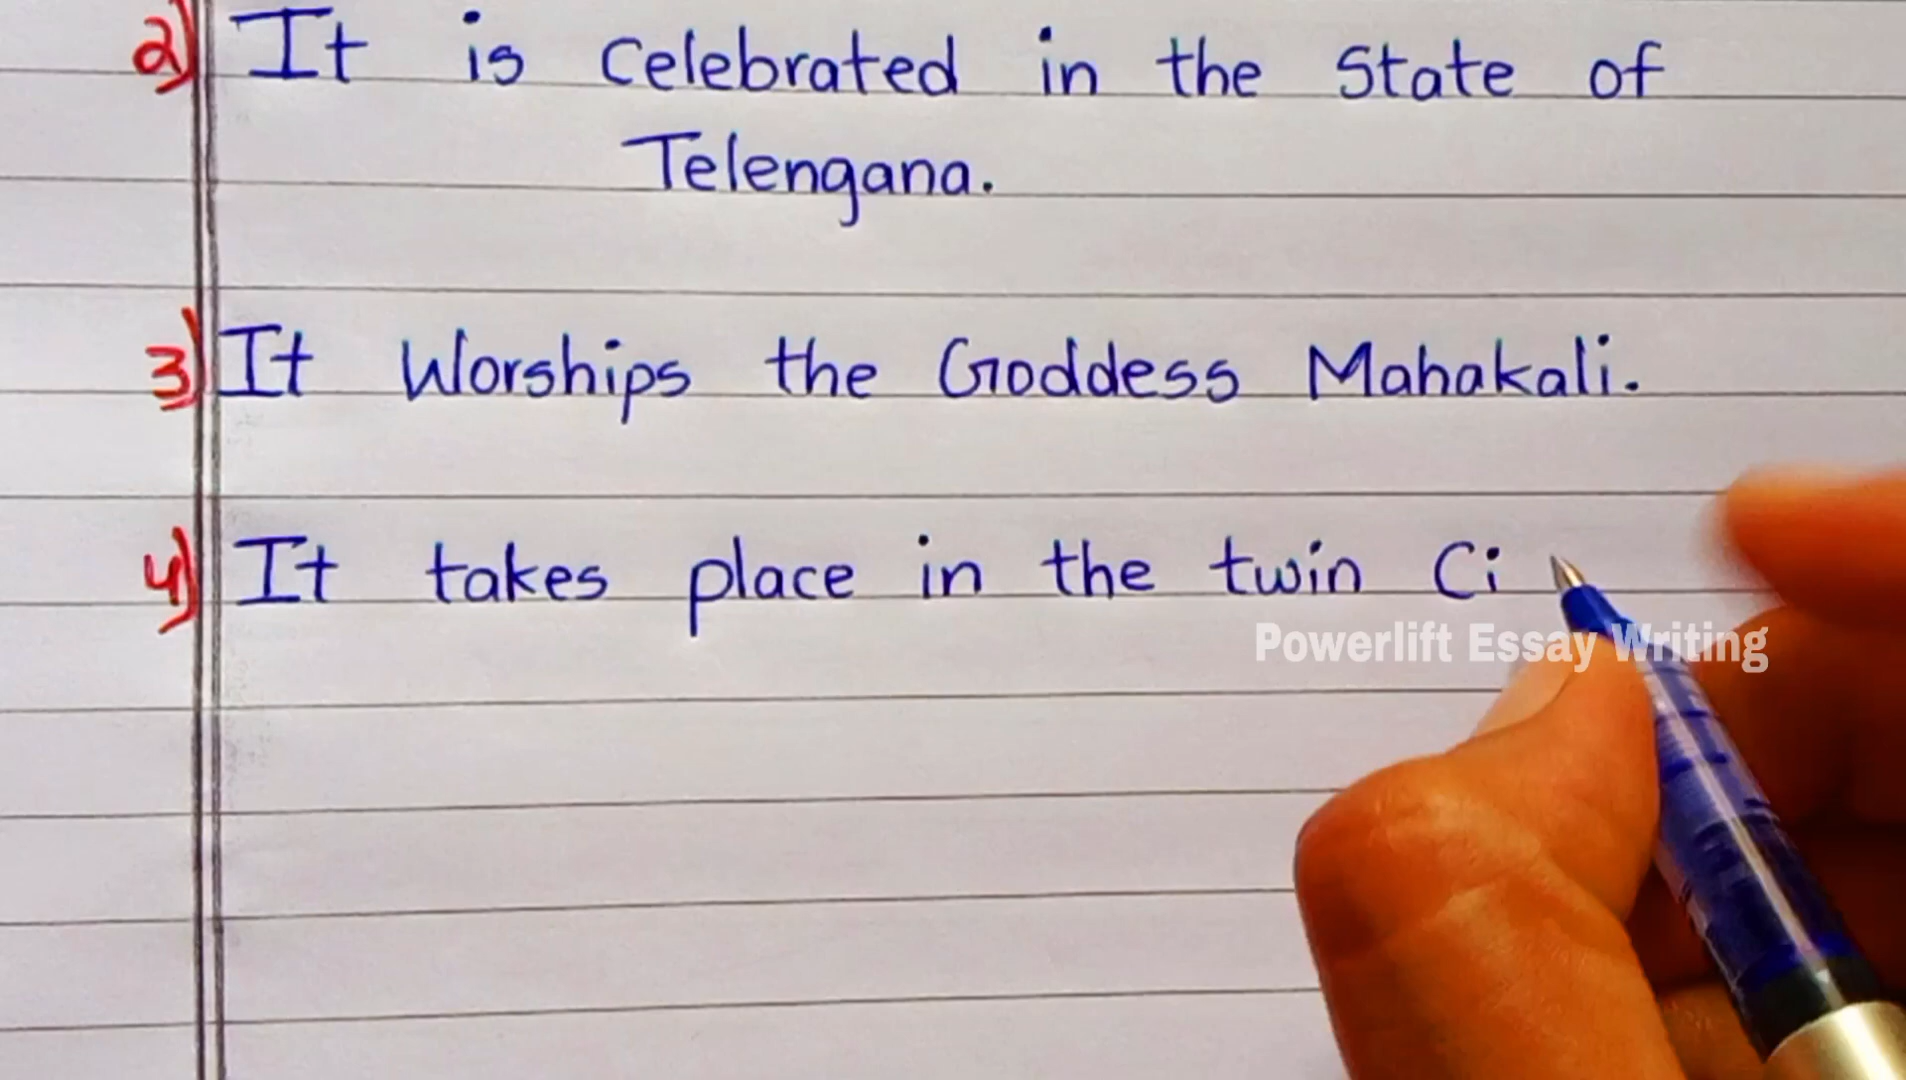 2) It is Celebrated in the State of
Telengana.
3) It Worships the Goddess Mahakali.
4) It takes place in the twin Ci
Powerlift Essay Writing